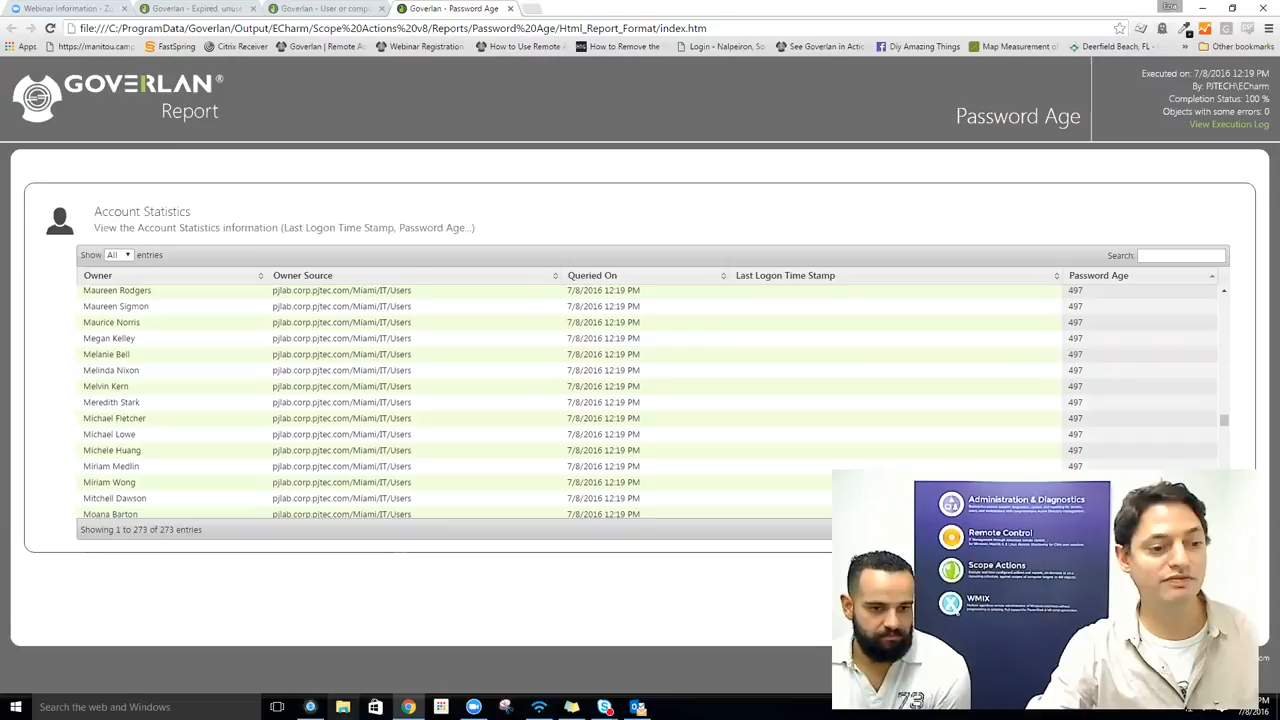 Webinar Information - Zo
Goverlan - Expired, unuse
Goverlan - User or compu
Goverlan - Password Age
Ezra
file:///C:/ProgramData/Goverlan/Output/ECharm/Scope%20Actions%20v8/Reports/Password%20Age/Html_Report_Format/index.htm
Apps
https://manitou.camp
FastSpring
Citrix Receiver
Goverlan | Remote Ac
Webinar Registration
How to Use Remote A
How to Remove the
Login - Nalpeiron, So
See Goverlan in Actio
Diy Amazing Things
Map Measurement of
Deerfield Beach, FL -
»
Other bookmarks
GOVERLAN®
Report
Password Age
Executed on: 7/8/2016 12:19 PM
By: PJTECH\ECharm
Completion Status: 100 %
Objects with some errors: 0
View Execution Log
Account Statistics
View the Account Statistics information (Last Logon Time Stamp, Password Age...)
Show All entries Search:
Owner Owner Source Queried On Last Logon Time Stamp Password Age
Maureen Rodgers pjlab.corp.pjtec.com/Miami/IT/Users 7/8/2016 12:19 PM 497
Maureen Sigmon pjlab.corp.pjtec.com/Miami/IT/Users 7/8/2016 12:19 PM 497
Maurice Norris pjlab.corp.pjtec.com/Miami/IT/Users 7/8/2016 12:19 PM 497
Megan Kelley pjlab.corp.pjtec.com/Miami/IT/Users 7/8/2016 12:19 PM 497
Melanie Bell pjlab.corp.pjtec.com/Miami/IT/Users 7/8/2016 12:19 PM 497
Melinda Nixon pjlab.corp.pjtec.com/Miami/IT/Users 7/8/2016 12:19 PM 497
Melvin Kern pjlab.corp.pjtec.com/Miami/IT/Users 7/8/2016 12:19 PM 497
Meredith Stark pjlab.corp.pjtec.com/Miami/IT/Users 7/8/2016 12:19 PM 497
Michael Fletcher pjlab.corp.pjtec.com/Miami/IT/Users 7/8/2016 12:19 PM 497
Michael Lowe pjlab.corp.pjtec.com/Miami/IT/Users 7/8/2016 12:19 PM 497
Michele Huang pjlab.corp.pjtec.com/Miami/IT/Users 7/8/2016 12:19 PM 497
Miriam Medlin pjlab.corp.pjtec.com/Miami/IT/Users 7/8/2016 12:19 PM 497
Miriam Wong pjlab.corp.pjtec.com/Miami/IT/Users 7/8/2016 12:19 PM
Mitchell Dawson pjlab.corp.pjtec.com/Miami/IT/Users 7/8/2016 12:19 PM
Moana Barton pjlab.corp.pjtec.com/Miami/IT/Users 7/8/2016 12:19 PM
Showing 1 to 273 of 273 entries
Administration & Diagnostics
Remote Control
Scope Actions
WMIX
73
Search the web and Windows
PM
7/8/2016